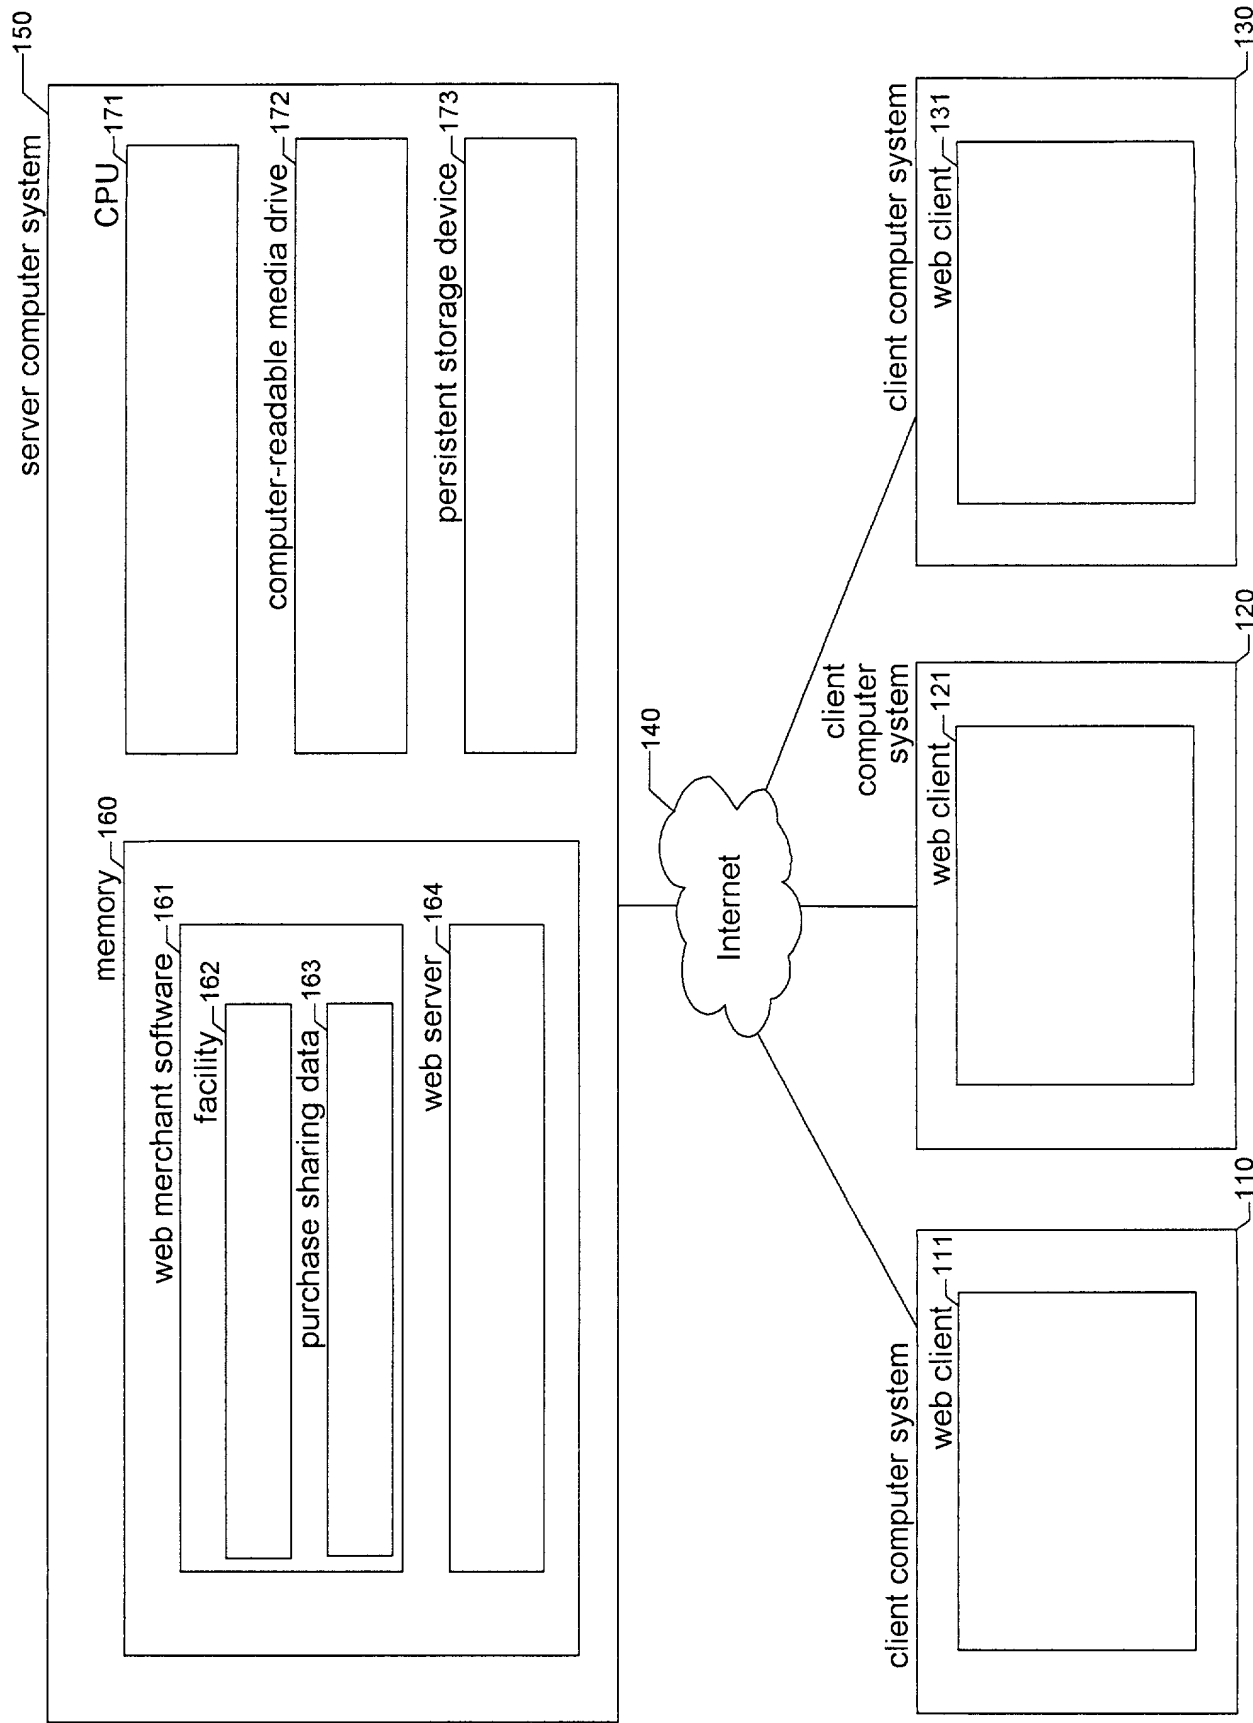 server computer system
150
memory
160
web merchant software
161
facility
162
purchase sharing data
163
web server
164
CPU
171
computer-readable media drive
172
persistent storage device
173
Internet
140
client computer system
110
web client
111
client
computer
system
120
web client
121
client computer system
130
web client
131